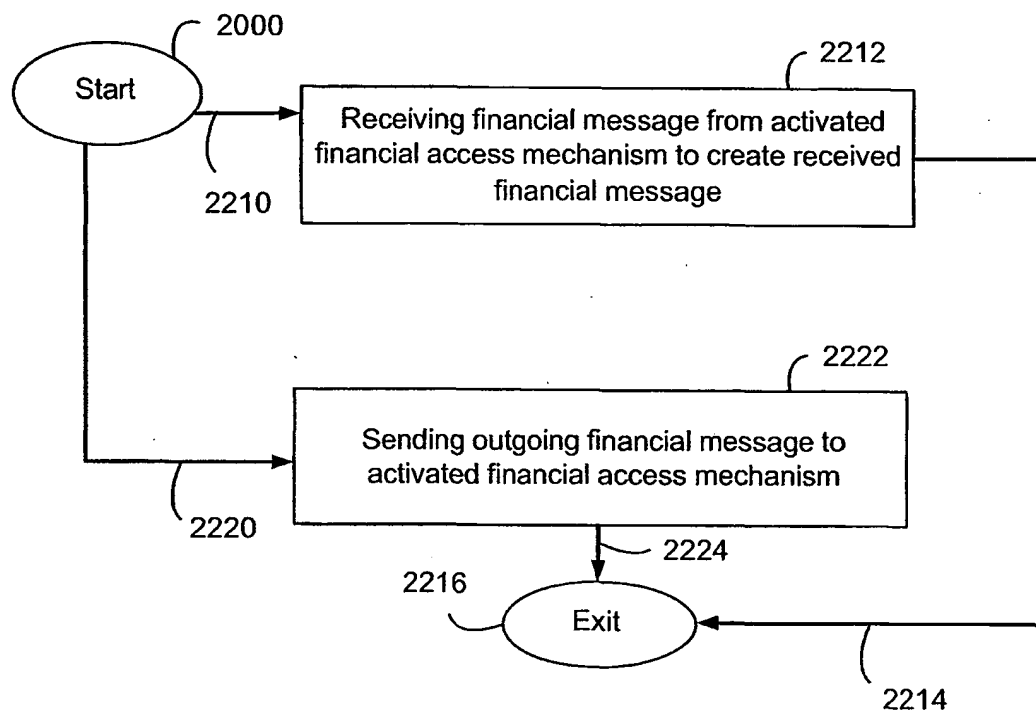 2000
Start
2212
Receiving financial message from activated
financial access mechanism to create received
financial message
2210
2222
Sending outgoing financial message to
activated financial access mechanism
2220
2224
2216
Exit
2214